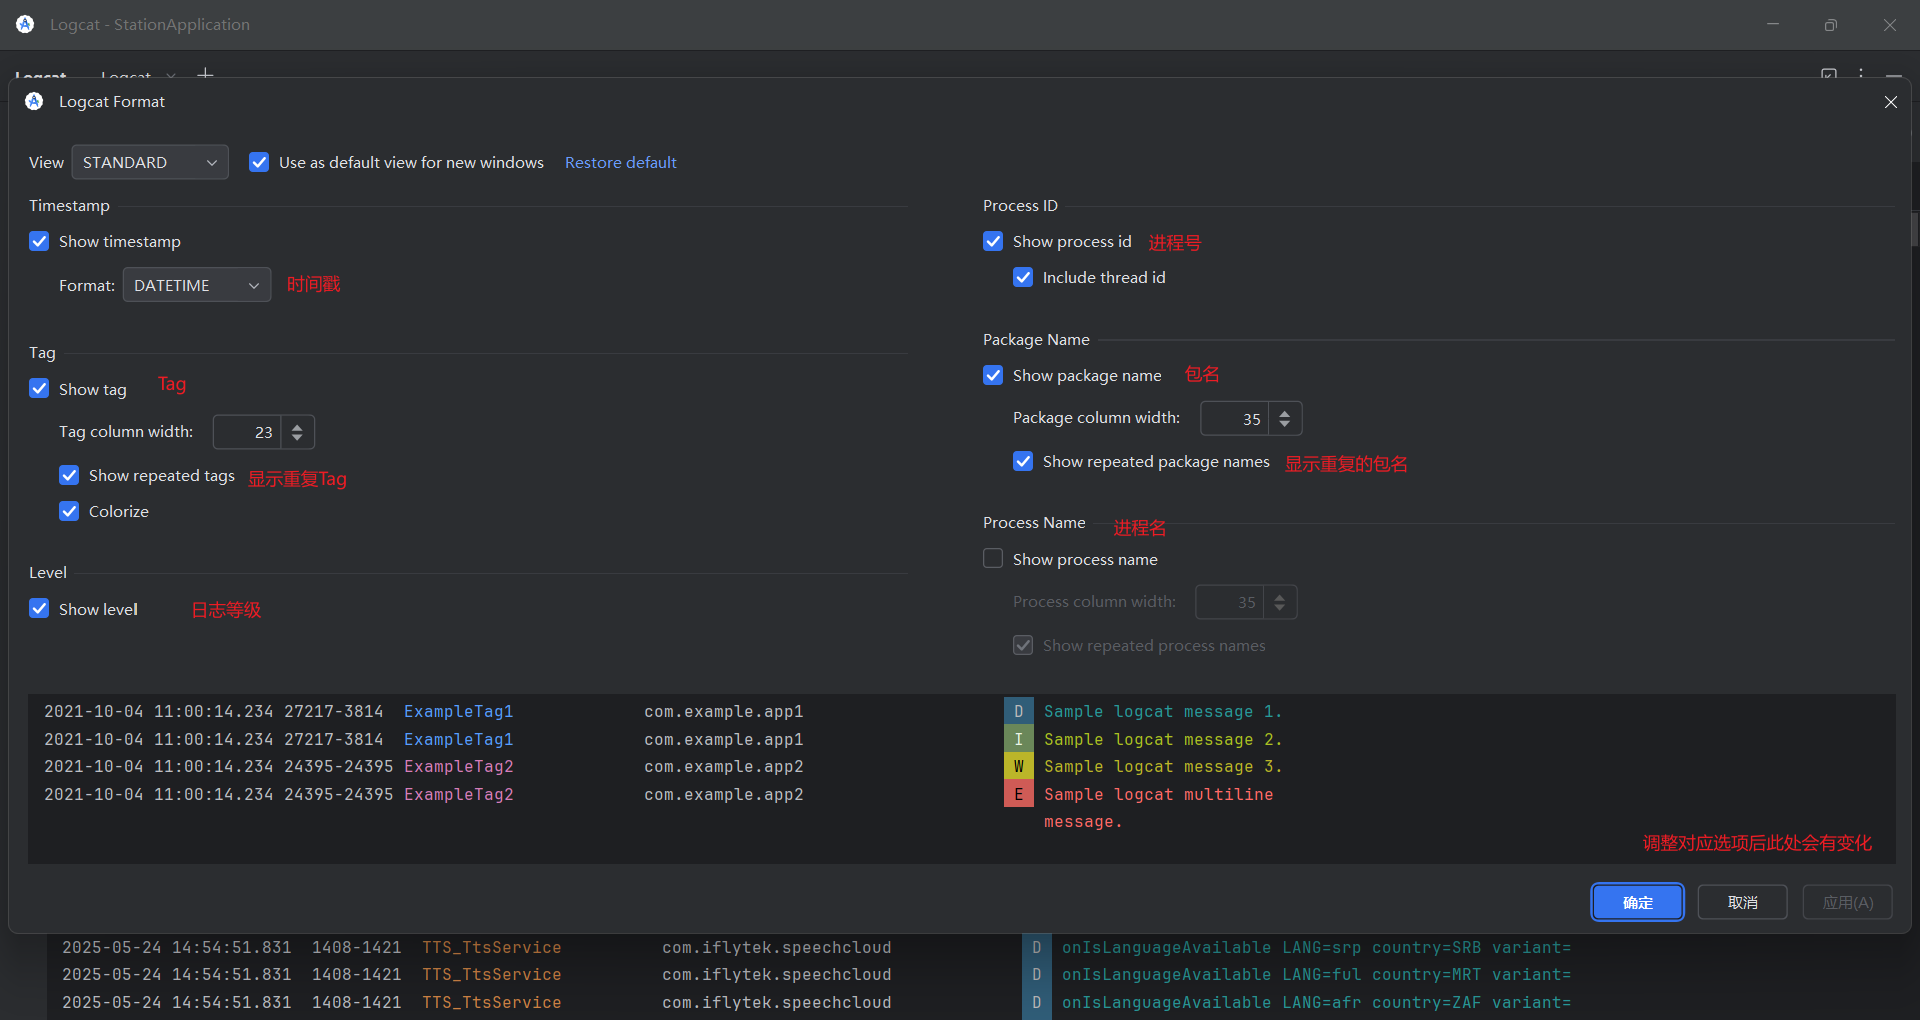 Logcat - StationApplication
Logcat Logcat
Logcat Format
View STANDARD Use as default view for new windows Restore default
Timestamp
Show timestamp
Format: DATETIME 时间戳
Tag
Show tag Tag
Tag column width: 23
Show repeated tags 显示重复Tag
Colorize
Level
Show level 日志等级
Process ID
Show process id 进程号
Include thread id
Package Name
Show package name 包名
Package column width: 35
Show repeated package names 显示重复的包名
Process Name 进程名
Show process name
Process column width: 35
Show repeated process names
2021-10-04 11:00:14.234 27217-3814 ExampleTag1 com.example.app1 D Sample logcat message 1.
2021-10-04 11:00:14.234 27217-3814 ExampleTag1 com.example.app1 I Sample logcat message 2.
2021-10-04 11:00:14.234 24395-24395 ExampleTag2 com.example.app2 W Sample logcat message 3.
2021-10-04 11:00:14.234 24395-24395 ExampleTag2 com.example.app2 E Sample logcat multiline
message.
调整对应选项后此处会有变化
确定 取消 应用(A)
2025-05-24 14:54:51.831 1408-1421 TTS_TtsService com.iflytek.speechcloud D onIsLanguageAvailable LANG=srp country=SRB variant=
2025-05-24 14:54:51.831 1408-1421 TTS_TtsService com.iflytek.speechcloud D onIsLanguageAvailable LANG=ful country=MRT variant=
2025-05-24 14:54:51.831 1408-1421 TTS_TtsService com.iflytek.speechcloud D onIsLanguageAvailable LANG=afr country=ZAF variant=